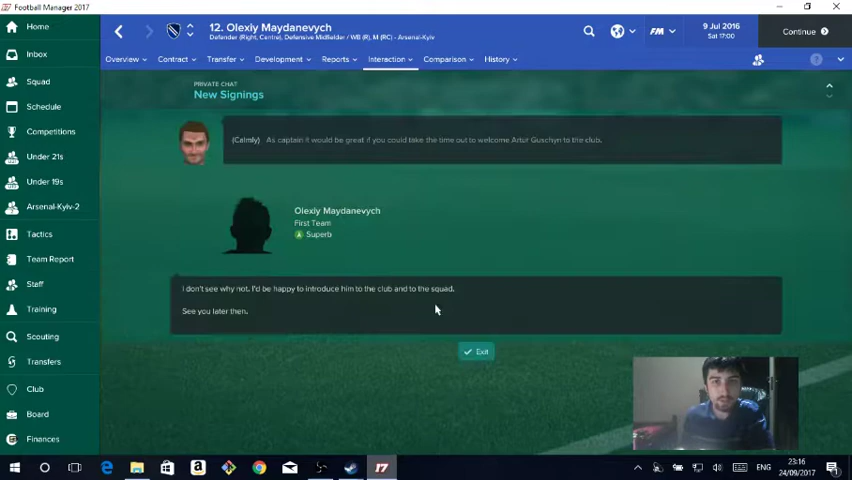 17 Football Manager 2017
Home
12. Olexiy Maydanevych
Defender (Right, Centre), Defensive Midfielder / WB (R), M (RC) - Arsenal-Kyiv
FM
9 Jul 2016
Sat 17:00
Continue
Inbox
Overview
Contract
Transfer
Development
Reports
Interaction
Comparison
History
Squad
Schedule
Competitions
Under 21s
Under 19s
Arsenal-Kyiv-2
Tactics
Team Report
Staff
Training
Scouting
Transfers
Club
Board
Finances
PRIVATE CHAT
New Signings
(Calmly) As captain it would be great if you could take the time out to welcome Artur Guschyn to the club.
Olexiy Maydanevych
First Team
Superb
I don't see why not. I'd be happy to introduce him to the club and to the squad.
See you later then.
Exit
17
ENG
23:16
24/09/2017